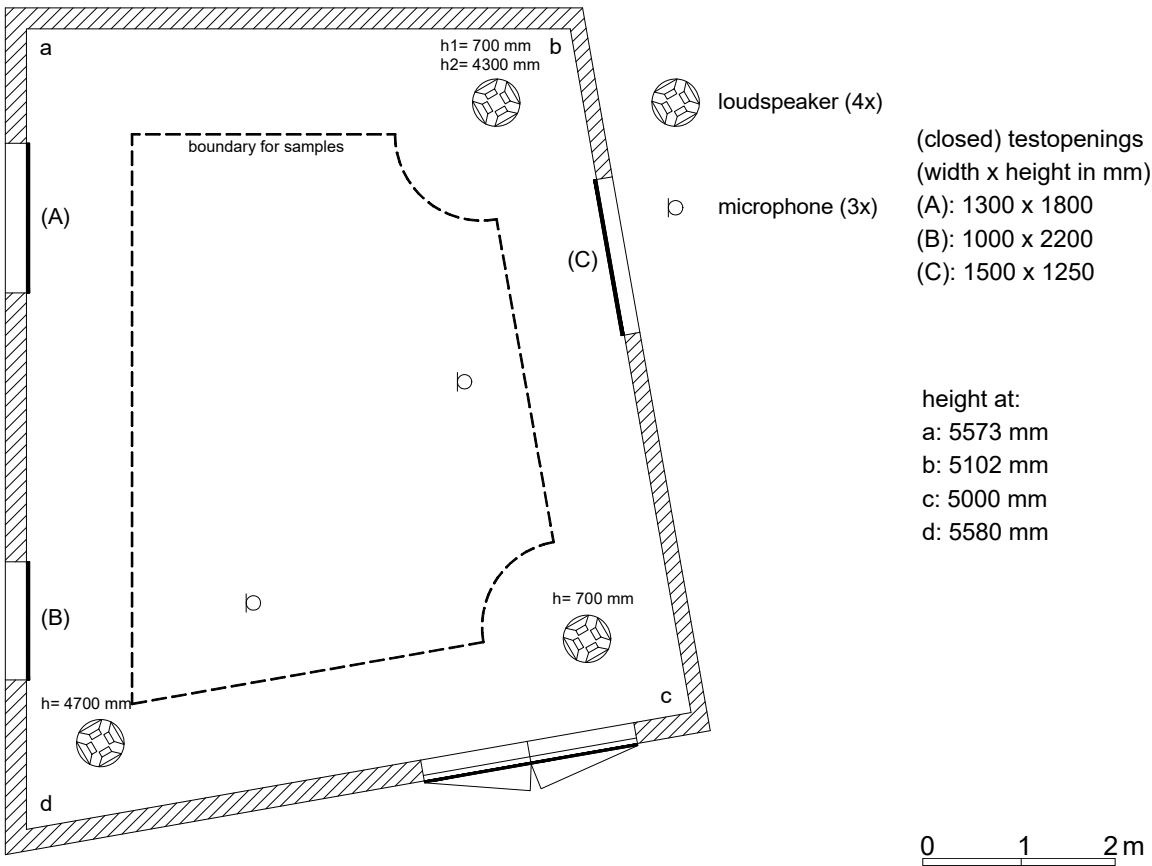 a
h1= 700 mm
h2= 4300 mm
b
loudspeaker (4x)
boundary for samples
(A)
microphone (3x)
(closed) testopenings
(width x height in mm)
(A): 1300 x 1800
(B): 1000 x 2200
(C): 1500 x 1250
(C)
height at:
a: 5573 mm
b: 5102 mm
c: 5000 mm
d: 5580 mm
(B)
h= 700 mm
h= 4700 mm
c
d
0 1 2 m